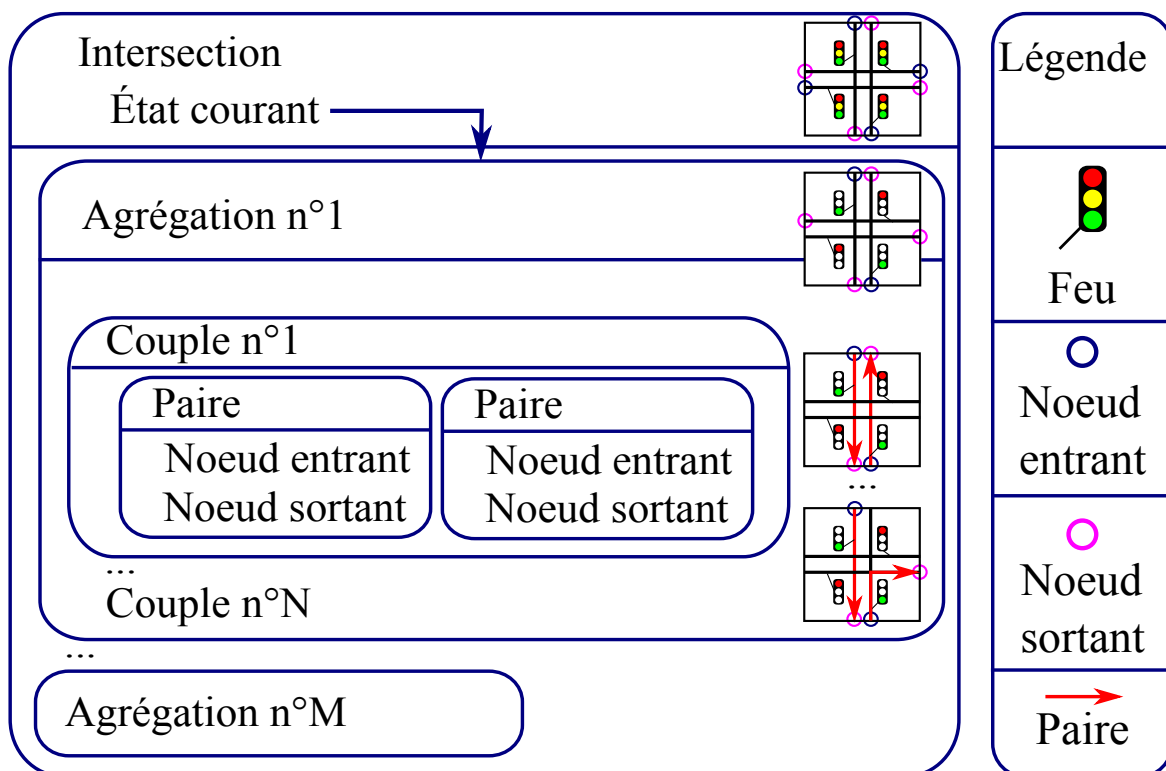 Intersection
État courant
Agrégation n°1
Couple n°1
Paire
Noeud entrant
Noeud sortant
Paire
Noeud entrant
Noeud sortant
...
Couple n°N
...
...
Agrégation n°M
Légende
Feu
Noeud
entrant
Noeud
sortant
Paire